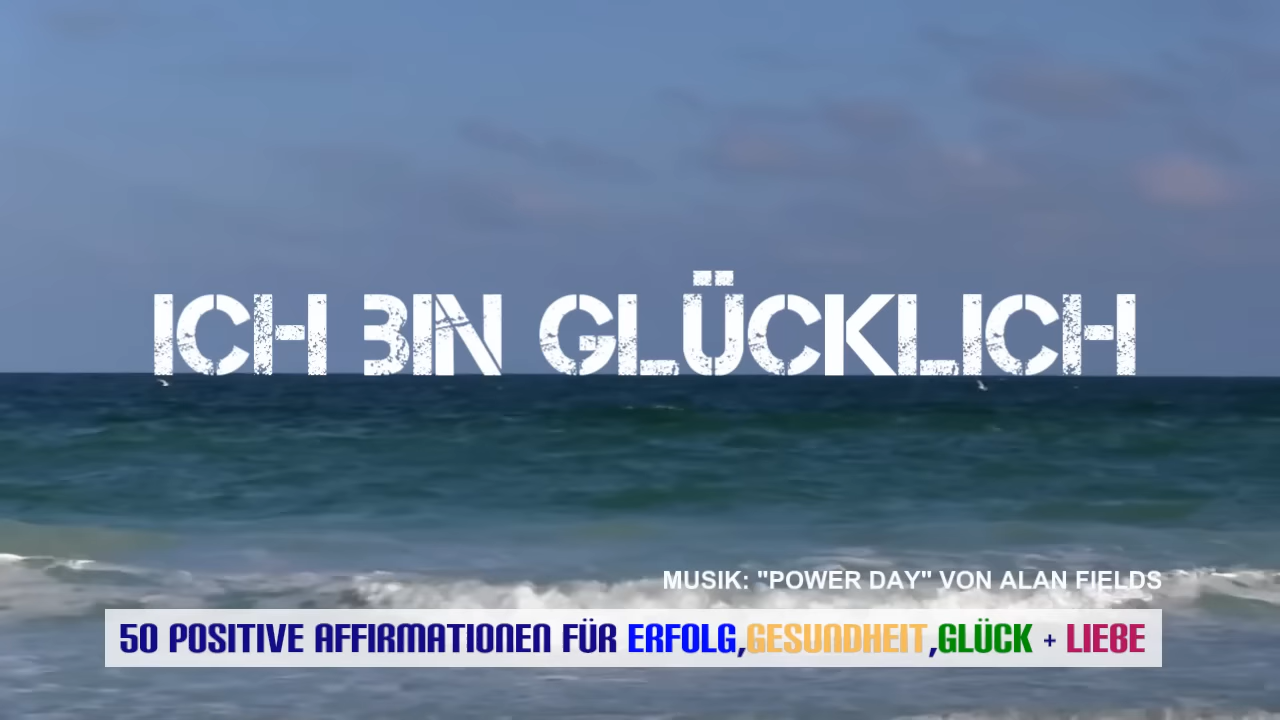 ICH BIN GLÜCKLICH
MUSIK: "POWER DAY" VON ALAN FIELDS
50 POSITIVE AFFIRMATIONEN FÜR ERFOLG,GESUNDHEIT,GLÜCK + LIEBE